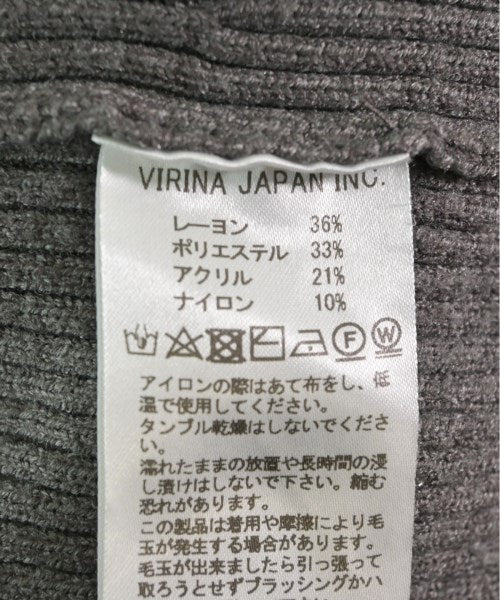 VIRINA JAPAN INC.
レーヨン 36%
ポリエステル 33%
アクリル 21%
ナイロン 10%
F W
アイロンの際はあて布をし、低
温で使用してください。
タンブル乾燥はしないでくださ
い。
濡れたままの放置や長時間の浸
し漬けはしないで下さい。縮む
恐れがあります。
この製品は着用や摩擦により毛
玉が発生する場合があります。
毛玉が出来ましたら引っ張って
取ろうとせずブラッシングかハ